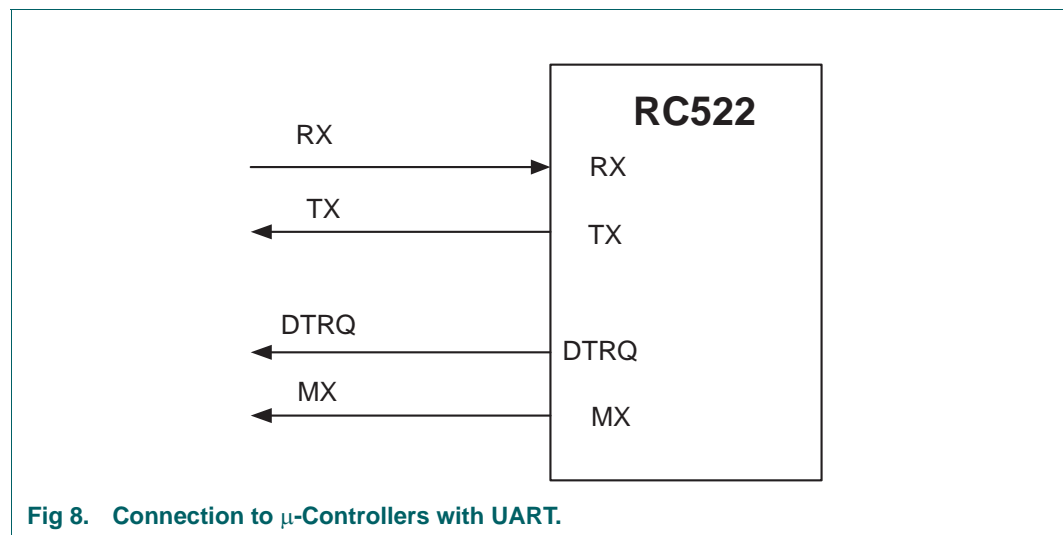 RC522
RX
RX
TX
TX
DTRQ
DTRQ
MX
MX
Fig 8. Connection to μ-Controllers with UART.